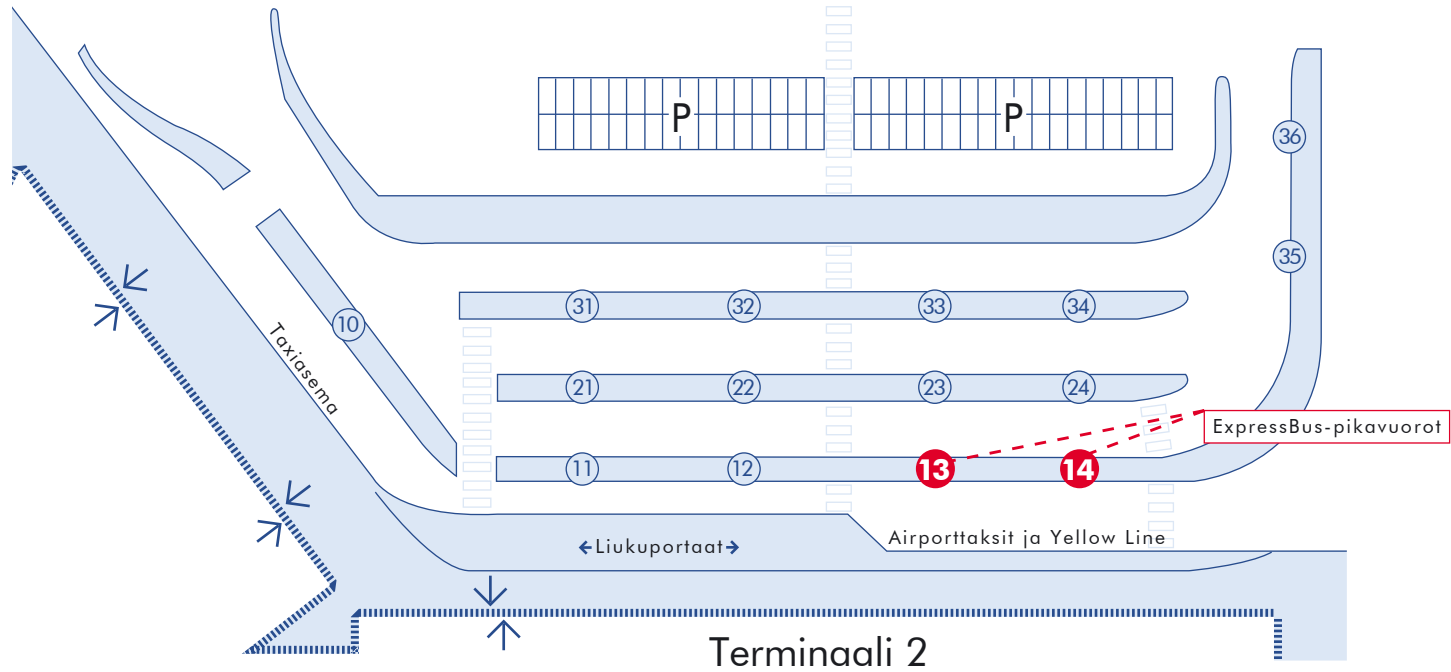 P P
36
35
31 32 33 34
10
Taxiasema
21 22 23 24
ExpressBus-pikavuorot
11 12 13 14
Airporttaksit ja Yellow Line
Liukuportaat
Terminaali 2